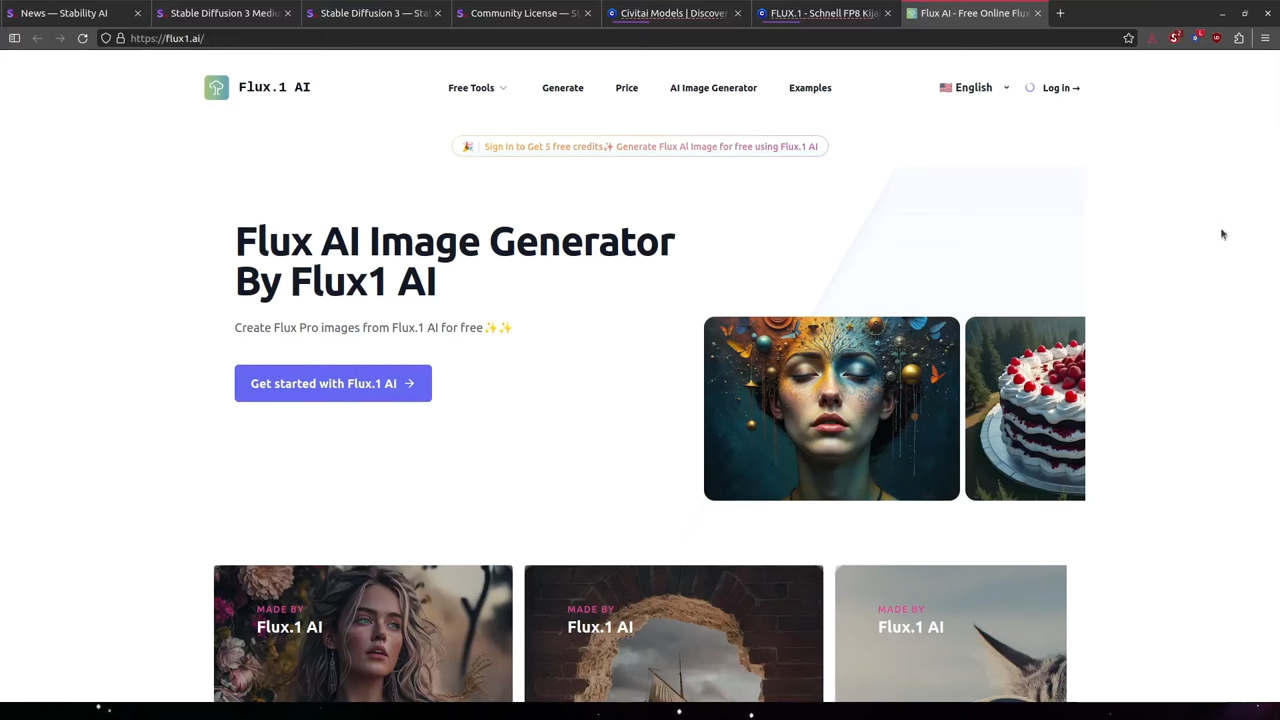 News — Stability AI
Stable Diffusion 3 Mediu
Stable Diffusion 3 — Stat
Community License — St
Civitai Models | Discover
FLUX.1 - Schnell FP8 Kija
Flux AI - Free Online Flux
https://flux1.ai/
Flux.1 AI
Free Tools
Generate
Price
AI Image Generator
Examples
English
Log in →
Sign In to Get 5 free credits✨ Generate Flux AI Image for free using Flux.1 AI
Flux AI Image Generator
By Flux1 AI
Create Flux Pro images from Flux.1 AI for free✨✨
Get started with Flux.1 AI →
MADE BY
Flux.1 AI
MADE BY
Flux.1 AI
MADE BY
Flux.1 AI